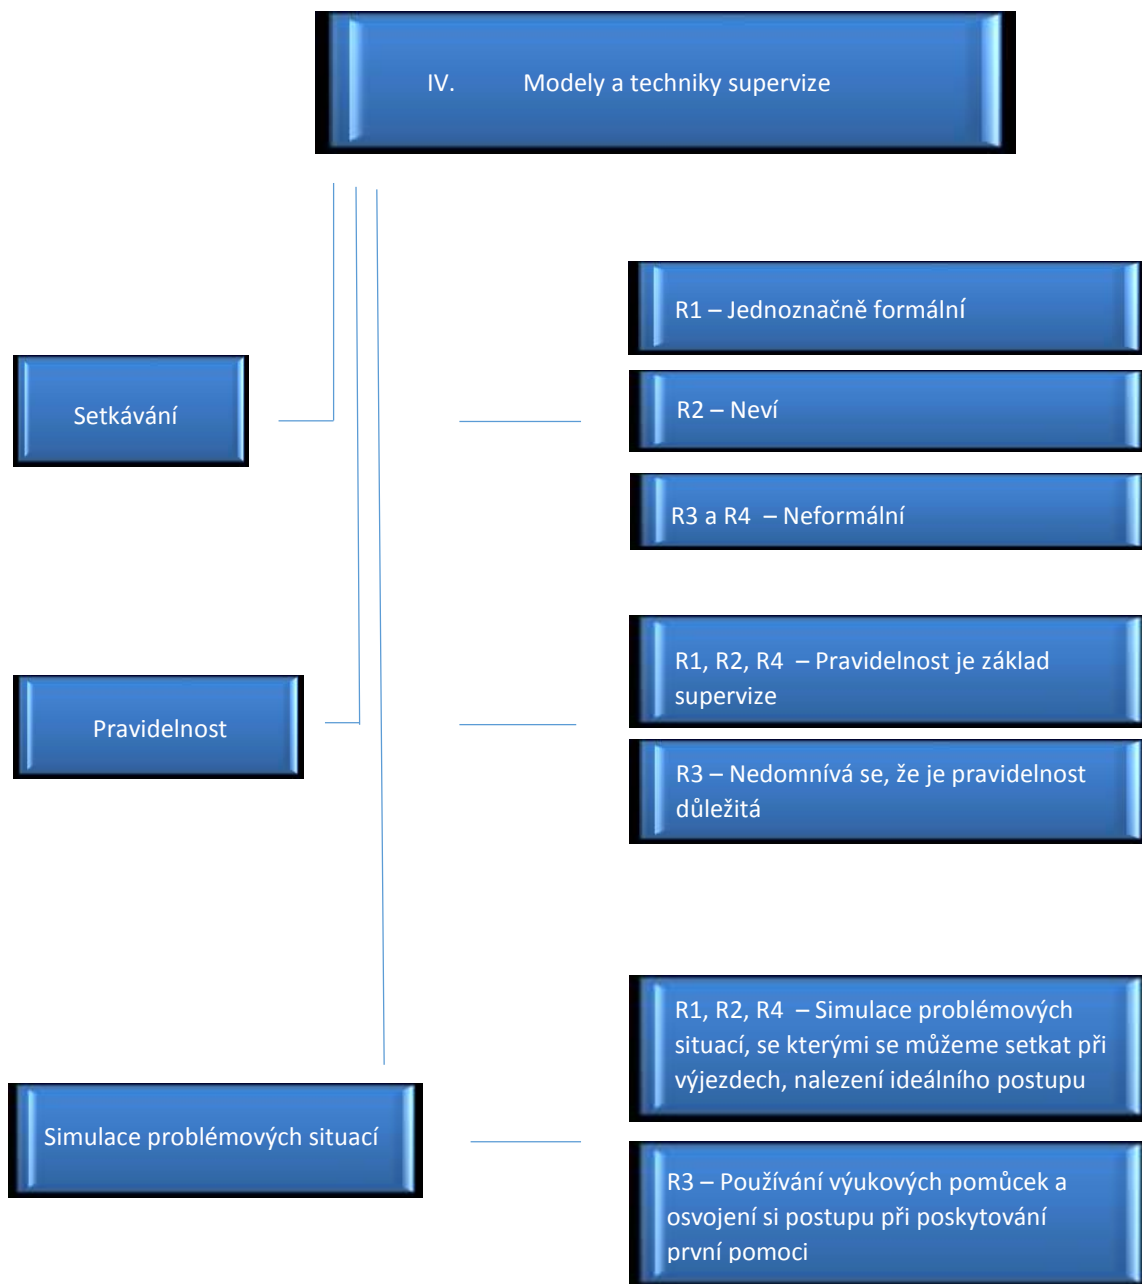 IV. Modely a techniky supervize
R1 – Jednoznačně formální
Setkávání
R2 – Neví
R3 a R4 – Neformální
R1, R2, R4 – Pravidelnost je základ
supervize
Pravidelnost
R3 – Nedomnívá se, že je pravidelnost
důležitá
R1, R2, R4 – Simulace problémových
situací, se kterými se můžeme setkat při
výjezdech, nalezení ideálního postupu
Simulace problémových situací
R3 – Používání výukových pomůcek a
osvojení si postupu při poskytování
první pomoci